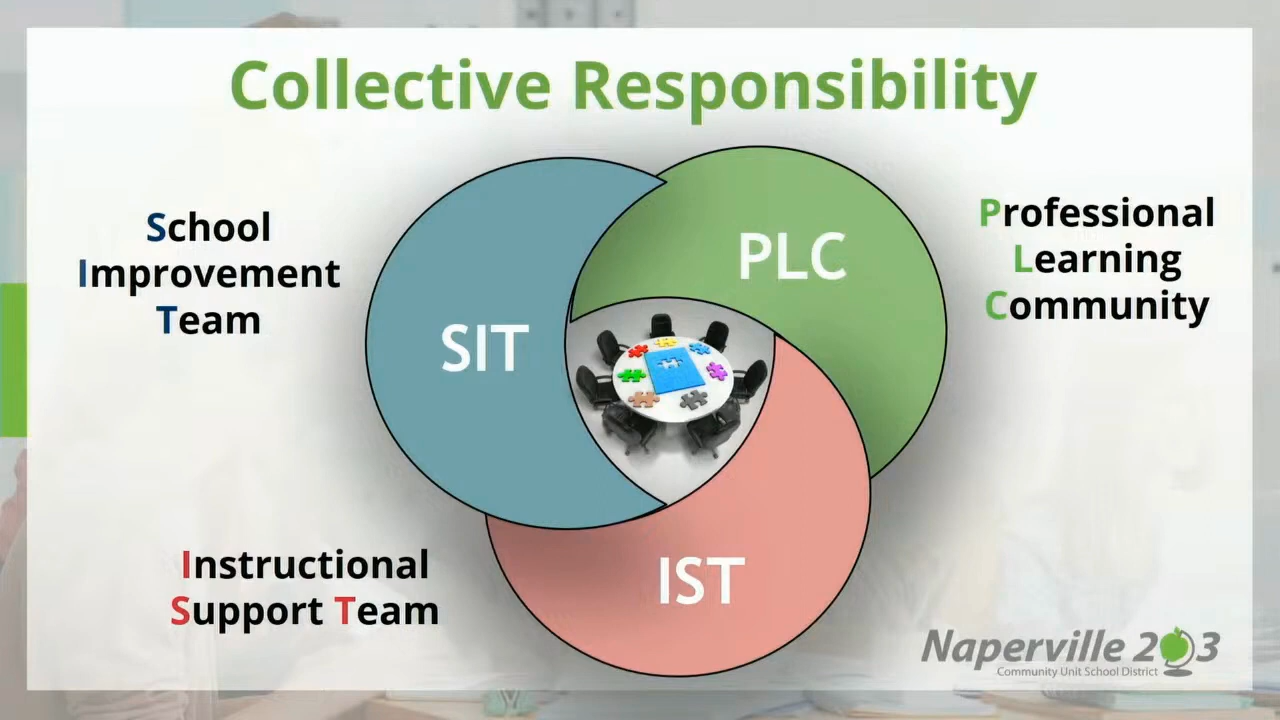 Collective Responsibility
School
Improvement
Team
SIT
PLC
Professional
Learning
Community
Instructional
Support Team
IST
Naperville 203
Community Unit School District